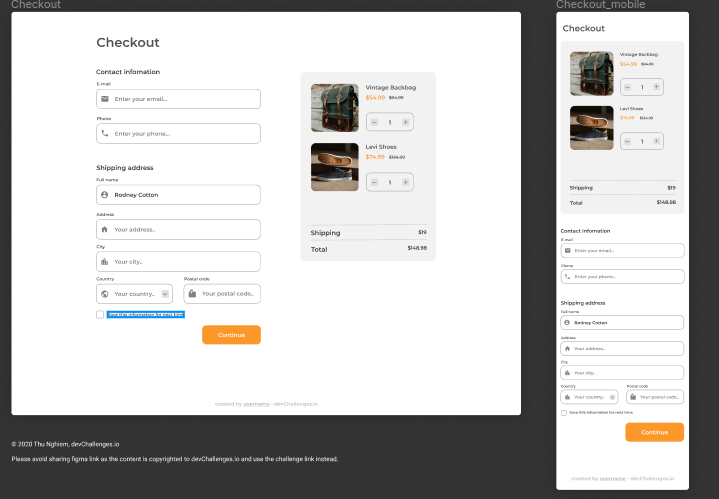 Checkout
Checkout
Contact information
E-mail
Enter your email...
Phone
Enter your phone...
Shipping address
Full name
Rodney Cotton
Address
Your address..
City
Your city..
Country
Postal code
Your country..
Your postal code..
Save this information for next time
Continue
Vintage Backbag
$54.99 $94.99
1
Levi Shoes
$74.99 $124.99
1
Shipping $19
Total $148.98
created by username - devChallenges.io
© 2020 Thu Nghiem, devChallenges.io
Please avoid sharing figma link as the content is copyrighted to devChallenges.io and use the challenge link instead.
Checkout_mobile
Checkout
Vintage Backbag
$54.99 $94.99
1
Levi Shoes
$74.99 $124.99
1
Shipping $19
Total $148.98
Contact information
E-mail
Enter your email...
Phone
Enter your phone...
Shipping address
Full name
Rodney Cotton
Address
Your address..
City
Your city..
Country
Postal code
Your country..
Your postal code..
Save this information for next time
Continue
created by username - devChallenges.io